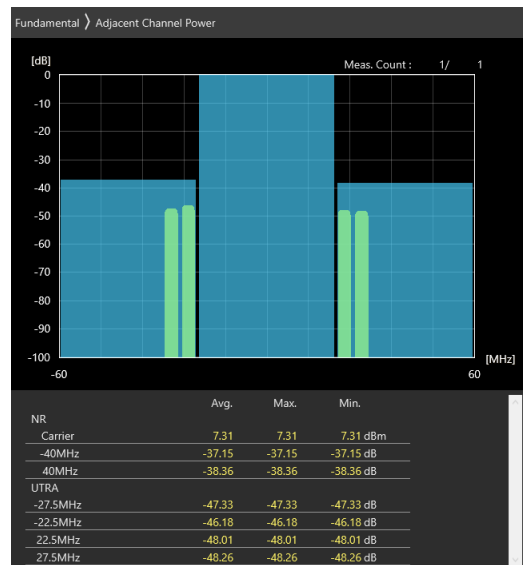 Fundamental ❯ Adjacent Channel Power
[dB]
Meas. Count : 1/ 1
0
-10
-20
-30
-40
-50
-60
-70
-80
-90
-100
[MHz]
-60 60
Avg. Max. Min.
NR
Carrier 7.31 7.31 7.31 dBm
-40MHz -37.15 -37.15 -37.15 dB
40MHz -38.36 -38.36 -38.36 dB
UTRA
-27.5MHz -47.33 -47.33 -47.33 dB
-22.5MHz -46.18 -46.18 -46.18 dB
22.5MHz -48.01 -48.01 -48.01 dB
27.5MHz -48.26 -48.26 -48.26 dB